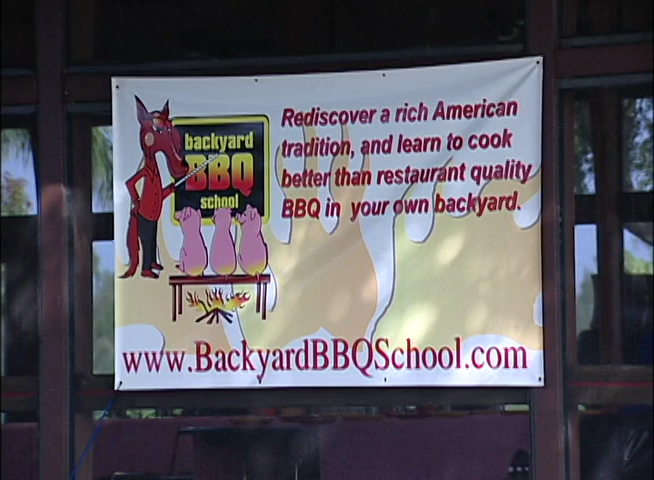 backyard
BBQ
school
Rediscover a rich American
tradition, and learn to cook
better than restaurant quality
BBQ in your own backyard.
www.BackyardBBQSchool.com